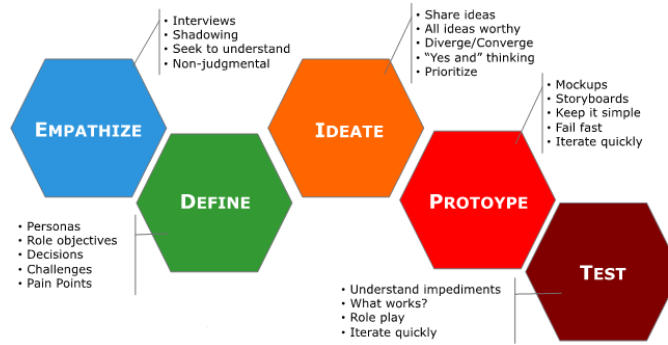 • Interviews
• Shadowing
• Seek to understand
• Non-judgmental
EMPATHIZE
• Personas
• Role objectives
• Decisions
• Challenges
• Pain Points
DEFINE
• Share ideas
• All ideas worthy
• Diverge/Converge
• “Yes and” thinking
• Prioritize
IDEATE
• Mockups
• Storyboards
• Keep it simple
• Fail fast
• Iterate quickly
PROTOYPE
• Understand impediments
• What works?
• Role play
• Iterate quickly
TEST